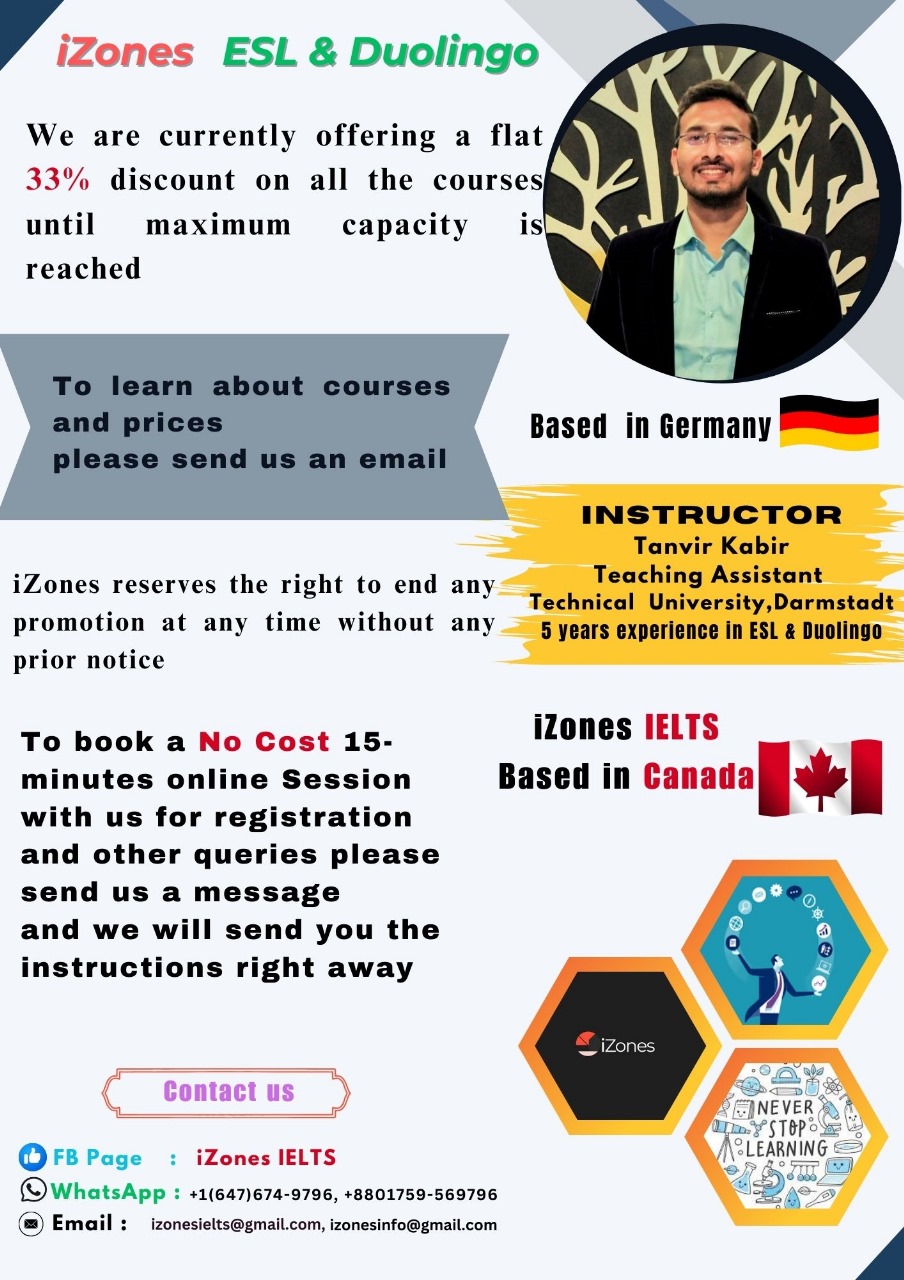 iZones ESL & Duolingo
We are currently offering a flat
33% discount on all the courses
until maximum capacity is
reached
To learn about courses
and prices
please send us an email
Based in Germany
INSTRUCTOR
Tanvir Kabir
Teaching Assistant
Technical University,Darmstadt
5 years experience in ESL & Duolingo
iZones reserves the right to end any
promotion at any time without any
prior notice
iZones IELTS
Based in Canada
To book a No Cost 15-
minutes online Session
with us for registration
and other queries please
send us a message
and we will send you the
instructions right away
iZones
NEVER
STOP
LEARNING
Contact us
FB Page : iZones IELTS
WhatsApp : +1(647)674-9796, +8801759-569796
Email : izonesielts@gmail.com, izonesinfo@gmail.com